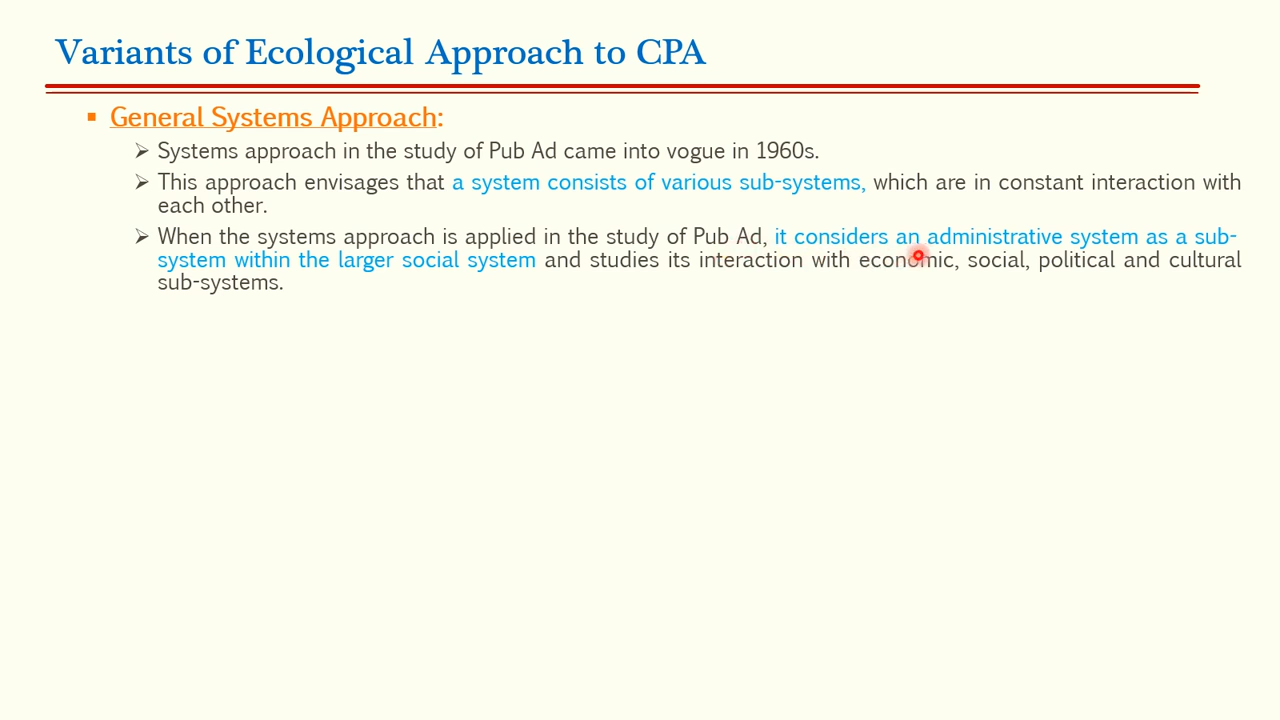 Variants of Ecological Approach to CPA
▪ General Systems Approach:
➢ Systems approach in the study of Pub Ad came into vogue in 1960s.
➢ This approach envisages that a system consists of various sub-systems, which are in constant interaction with
each other.
➢ When the systems approach is applied in the study of Pub Ad, it considers an administrative system as a sub-
system within the larger social system and studies its interaction with economic, social, political and cultural
sub-systems.